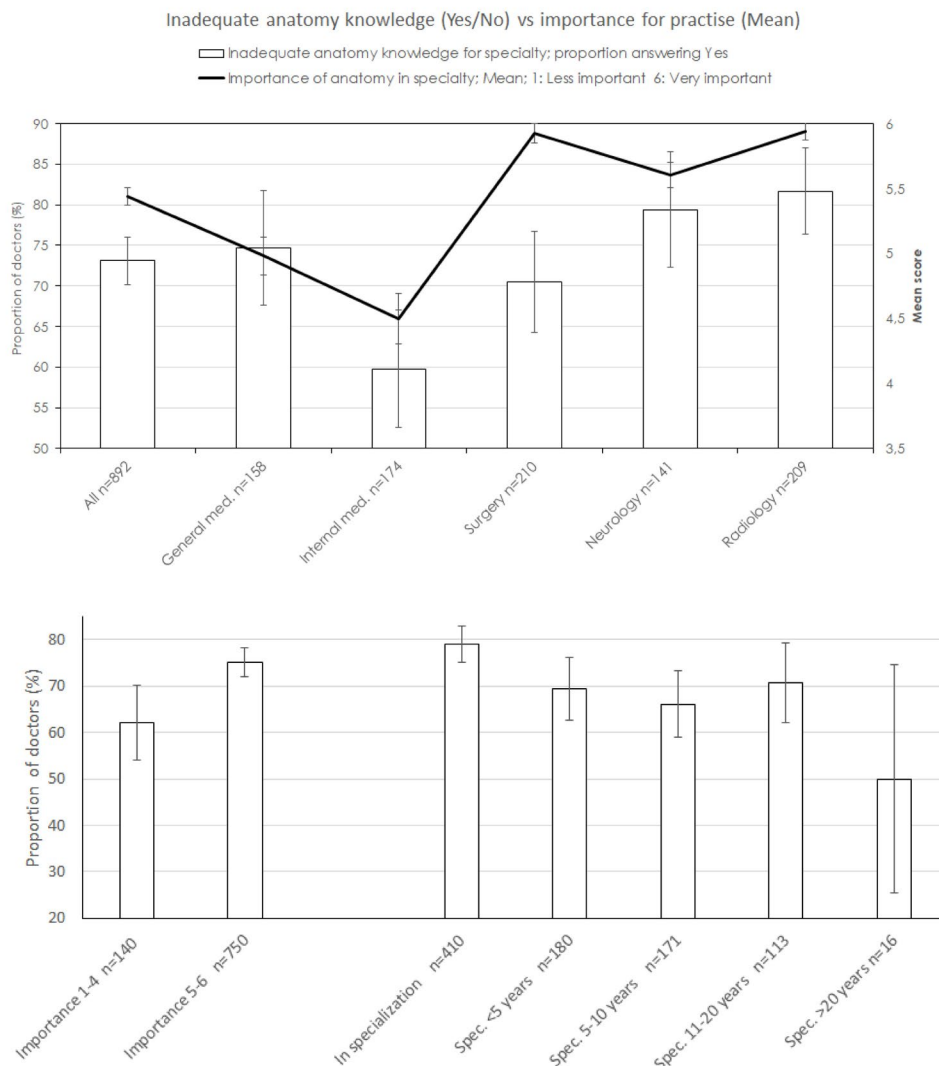 Inadequate anatomy knowledge (Yes/No) vs importance for practise (Mean)
Inadequate anatomy knowledge for specialty; proportion answering Yes
Importance of anatomy in specialty; Mean; 1: Less important 6: Very important
Proportion of doctors (%)
90
85
80
75
70
65
60
55
50
6
5,5
5
4,5
4
3,5
Mean score
All n=892
General med. n=158
Internal med. n=174
Surgery n=210
Neurology n=141
Radiology n=209
Proportion of doctors (%)
80
70
60
50
40
30
20
Importance 1-4 n=140
Importance 5-6 n=750
In specialization n=410
Spec. <5 years n=180
Spec. 5-10 years n=171
Spec. 11-20 years n=113
Spec. >20 years n=16